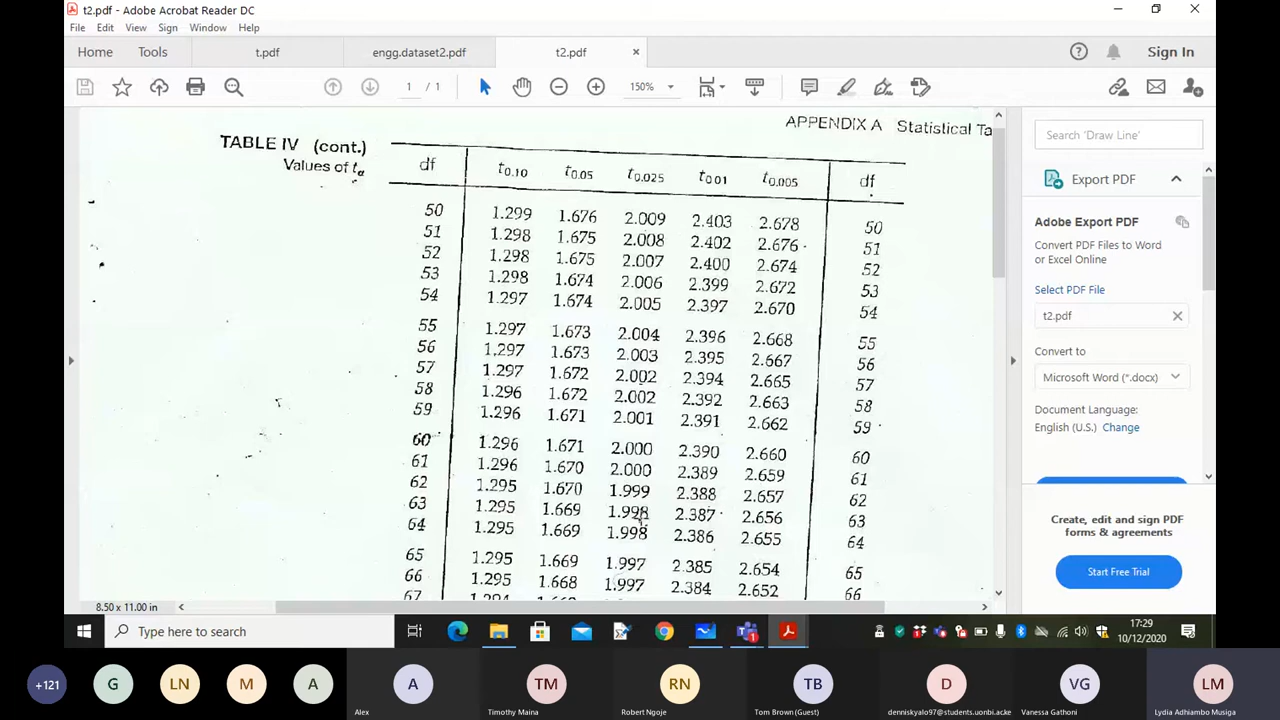 t2.pdf - Adobe Acrobat Reader DC
File Edit View Sign Window Help
Home Tools t.pdf engg.dataset2.pdf t2.pdf × Sign In
1 / 1 150%
APPENDIX A Statistical Ta
TABLE IV (cont.)
Values of tα
df t0.10 t0.05 t0.025 t0.01 t0.005 df
50 1.299 1.676 2.009 2.403 2.678 50
51 1.298 1.675 2.008 2.402 2.676 51
52 1.298 1.675 2.007 2.400 2.674 52
53 1.298 1.674 2.006 2.399 2.672 53
54 1.297 1.674 2.005 2.397 2.670 54
55 1.297 1.673 2.004 2.396 2.668 55
56 1.297 1.673 2.003 2.395 2.667 56
57 1.297 1.672 2.002 2.394 2.665 57
58 1.296 1.672 2.002 2.392 2.663 58
59 1.296 1.671 2.001 2.391 2.662 59
60 1.296 1.671 2.000 2.390 2.660 60
61 1.296 1.670 2.000 2.389 2.659 61
62 1.295 1.670 1.999 2.388 2.657 62
63 1.295 1.669 1.998 2.387 2.656 63
64 1.295 1.669 1.998 2.386 2.655 64
65 1.295 1.669 1.997 2.385 2.654 65
66 1.295 1.668 1.997 2.384 2.652 66
67
8.50 x 11.00 in
Search 'Draw Line'
Export PDF
Adobe Export PDF
Convert PDF Files to Word
or Excel Online
Select PDF File
t2.pdf ×
Convert to
Microsoft Word (*.docx)
Document Language:
English (U.S.) Change
Create, edit and sign PDF
forms & agreements
Start Free Trial
Type here to search
17:29
10/12/2020
+121 G LN M A A TM RN TB D VG LM
Alex Timothy Maina Robert Ngoje Tom Brown (Guest) denniskyalo97@students.uonbi.ac.ke Vanessa Gathoni Lydia Adhiambo Musiga